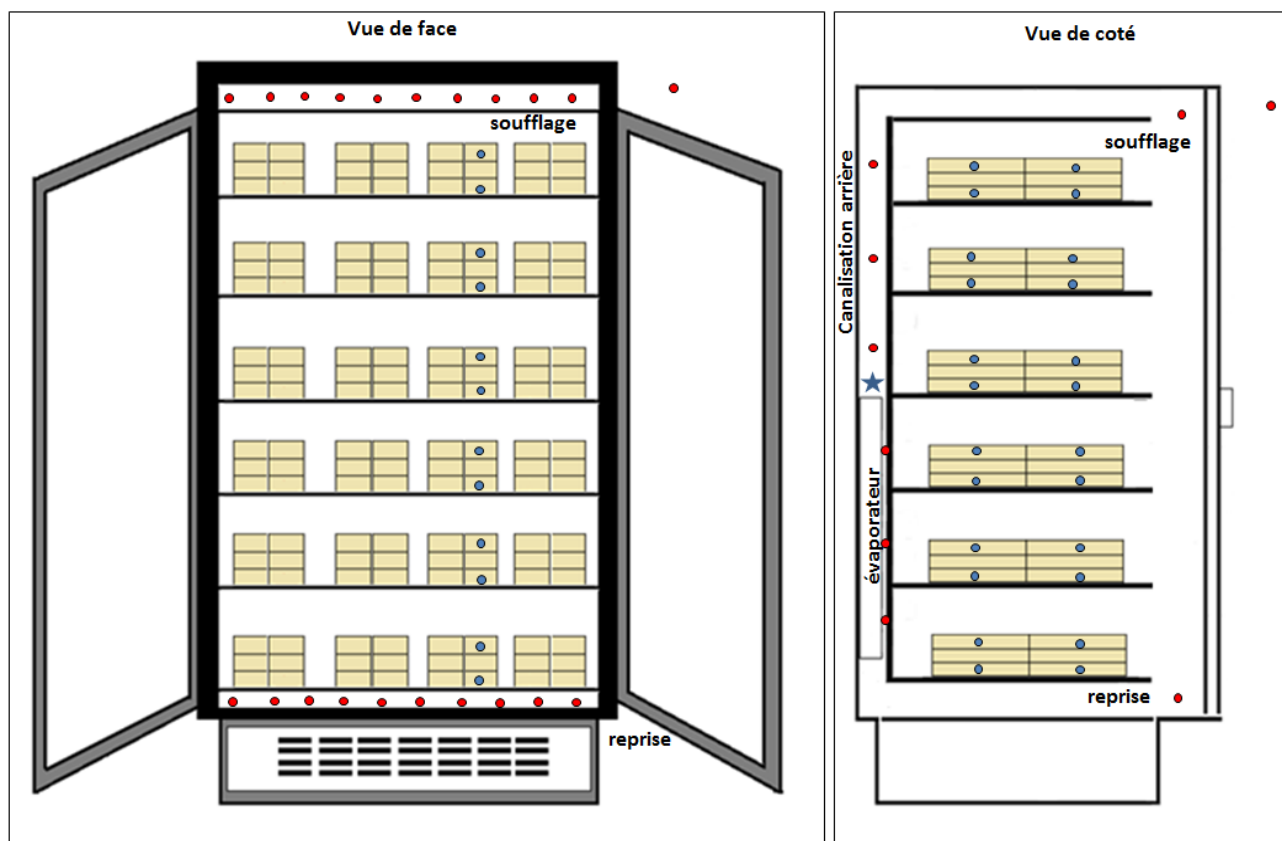 Vue de face
soufflage
reprise
Vue de coté
soufflage
Canalisation arrière
évaporateur
reprise